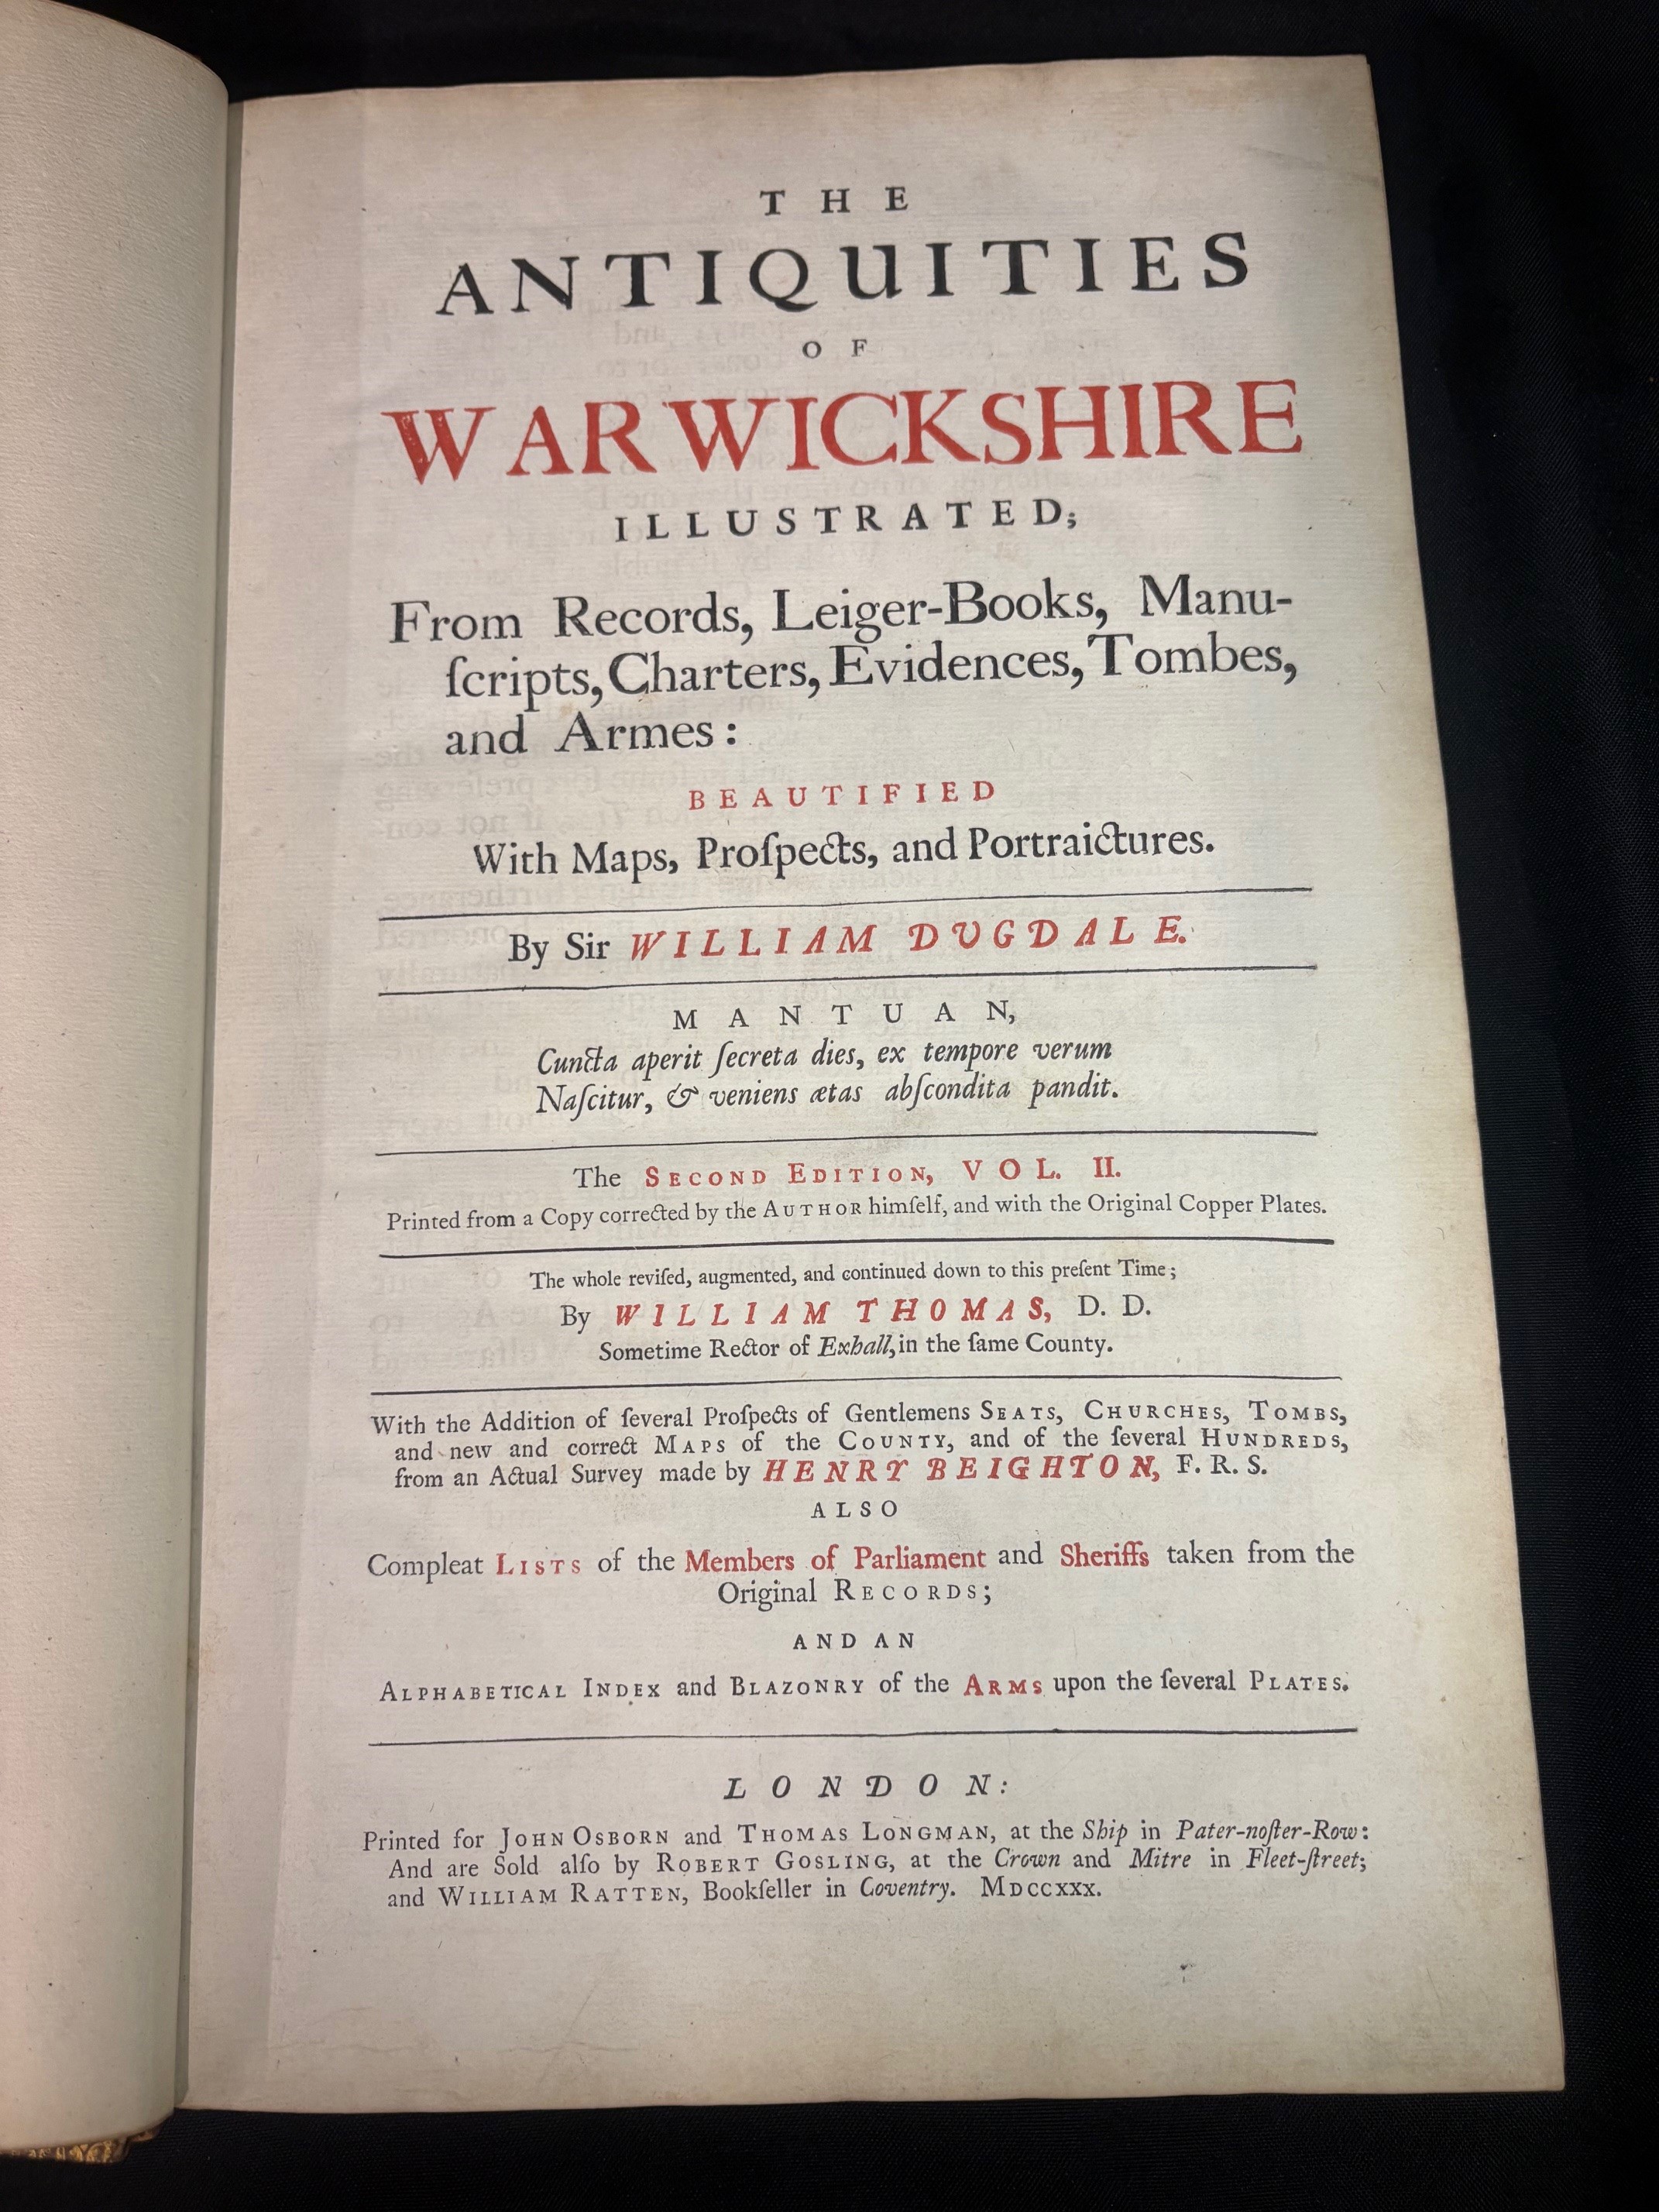 THE
ANTIQUITIES
OF
WARWICKSHIRE
ILLUSTRATED;
From Records, Leiger-Books, Manu-
ſcripts, Charters, Evidences, Tombes,
and Armes:
BEAUTIFIED
With Maps, Proſpects, and Portraictures.
By Sir WILLIAM DUGDALE.
MANTUAN,
Cuncta aperit ſecreta dies, ex tempore verum
Naſcitur, & veniens ætas abſcondita pandit.
The SECOND EDITION, VOL. II.
Printed from a Copy corrected by the AUTHOR himſelf, and with the Original Copper Plates.
The whole reviſed, augmented, and continued down to this preſent Time;
By WILLIAM THOMAS, D. D.
Sometime Rector of Exhall, in the ſame County.
With the Addition of ſeveral Proſpects of Gentlemens SEATS, CHURCHES, TOMBS,
and new and correct MAPS of the COUNTY, and of the ſeveral HUNDREDS,
from an Actual Survey made by HENRY BEIGHTON, F. R. S.
ALSO
Compleat LISTS of the Members of Parliament and Sheriffs taken from the
Original RECORDS;
AND AN
ALPHABETICAL INDEX and BLAZONRY of the ARMS upon the ſeveral PLATES.
LONDON:
Printed for JOHN OSBORN and THOMAS LONGMAN, at the Ship in Pater-noſter-Row:
And are Sold alſo by ROBERT GOSLING, at the Crown and Mitre in Fleet-ſtreet;
and WILLIAM RATTEN, Bookſeller in Coventry. MDCCXXX.